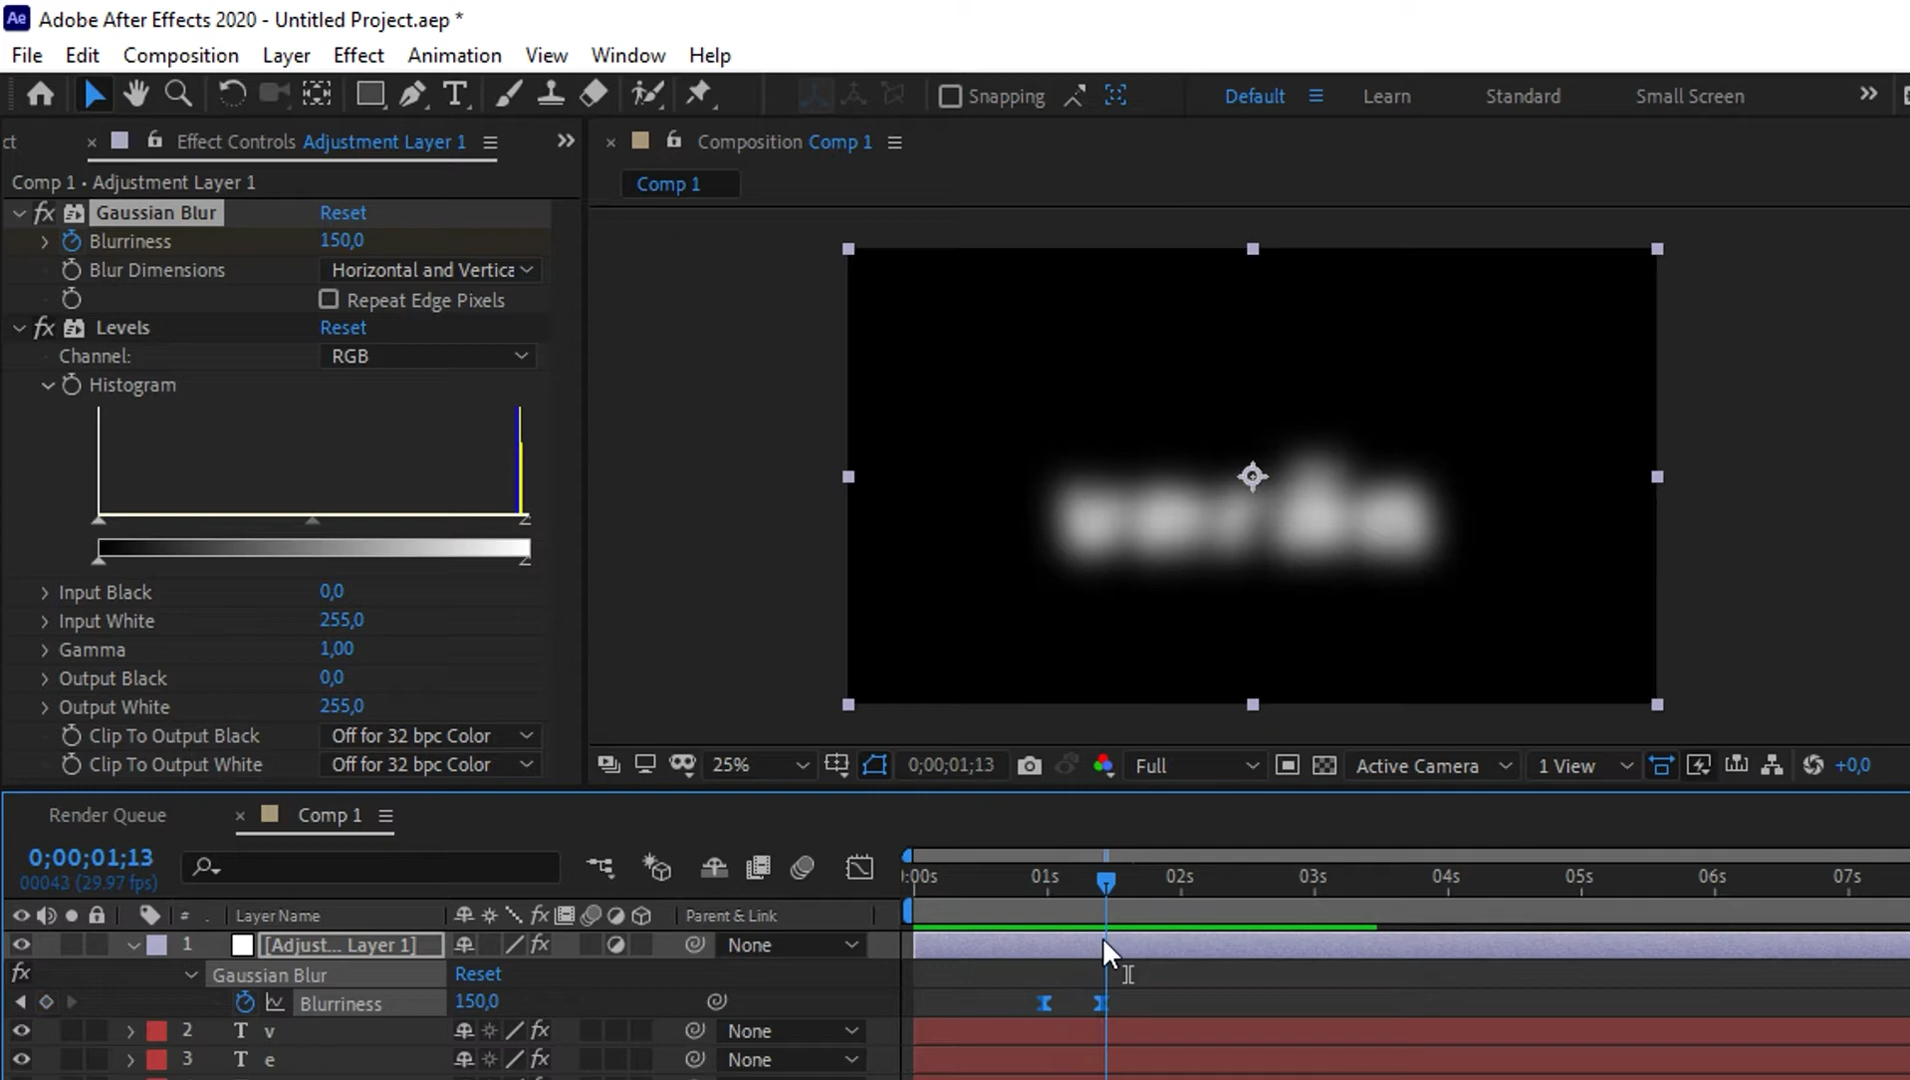 Ae Adobe After Effects 2020 - Untitled Project.aep *
File Edit Composition Layer Effect Animation View Window Help
Snapping Default Learn Standard Small Screen
ct Effect Controls Adjustment Layer 1
Composition Comp 1
Comp 1 • Adjustment Layer 1
Comp 1
fx Gaussian Blur Reset
Blurriness 150,0
Blur Dimensions Horizontal and Vertica
Repeat Edge Pixels
fx Levels Reset
Channel: RGB
Histogram
Input Black 0,0
Input White 255,0
Gamma 1,00
Output Black 0,0
Output White 255,0
Clip To Output Black Off for 32 bpc Color
Clip To Output White Off for 32 bpc Color
25% 0;00;01;13 Full Active Camera 1 View +0,0
Render Queue Comp 1
0;00;01;13
00043 (29.97 fps)
:00s 01s 02s 03s 04s 05s 06s 07s
# . Layer Name fx Parent & Link
1 [Adjust... Layer 1] fx None
fx Gaussian Blur Reset
Blurriness 150,0
2 T v fx None
3 T e fx None